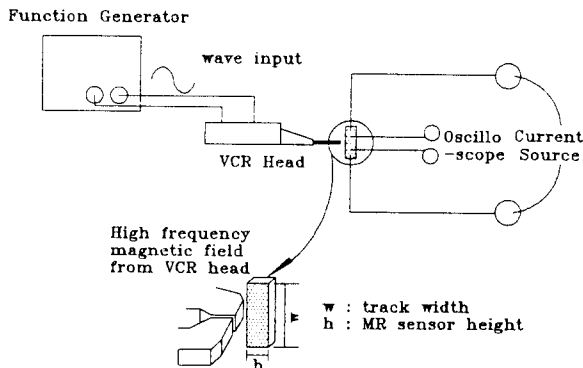 Function Generator
wave input
VCR Head
Oscillo Current
-scope Source
High frequency
magnetic field
from VCR head
w
h
w : track width
h : MR sensor height